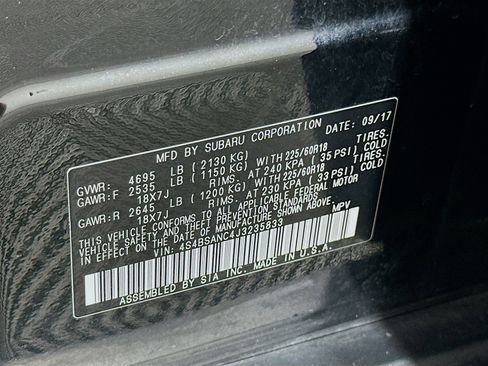 MFD BY SUBARU CORPORATION DATE: 09/17
GVWR: 4695 LB (2130 KG)
GAWR: F 2535 LB (1150 KG) WITH 225/60R18 TIRES.
18X7J RIMS. AT 240 KPA (35 PSI) COLD
GAWR: R 2645 LB (1200 KG) WITH 225/60R18 TIRES.
18X7J RIMS. AT 230 KPA (33 PSI) COLD
THIS VEHICLE CONFORMS TO ALL APPLICABLE FEDERAL MOTOR
VEHICLE SAFETY AND THEFT PREVENTION STANDARDS
IN EFFECT ON THE DATE OF MANUFACTURE SHOWN ABOVE.
VIN: 4S4BSANC4J3235833 MPV
ASSEMBLED BY SIA INC. MADE IN U.S.A.